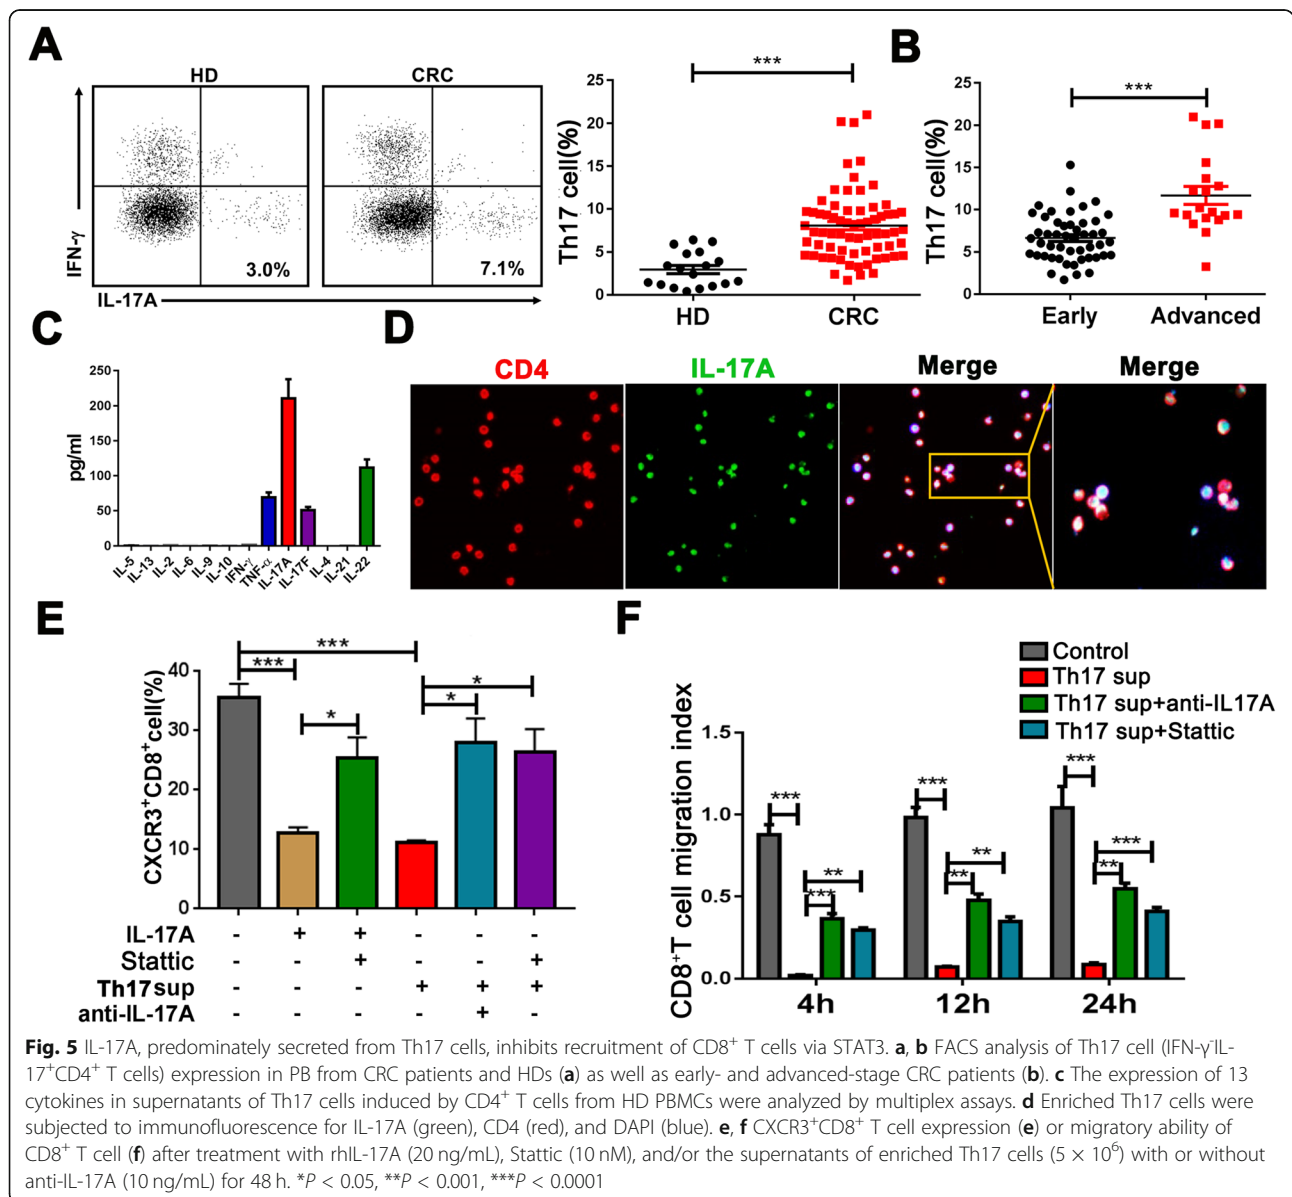 A
HD
CRC
IFN-γ
3.0%
7.1%
IL-17A
Th17 cell(%)
25
20
15
10
5
0
***
HD
CRC
B
Th17 cell(%)
25
20
15
10
5
0
***
Early
Advanced
C
pg/ml
250
200
150
100
50
0
IL-5
IL-13
IL-2
IL-6
IL-9
IL-10
IFN-γ
TNF-α
IL-17A
IL-17F
IL-4
IL-21
IL-22
D
CD4
IL-17A
Merge
Merge
E
CXCR3⁺CD8⁺cell(%)
40
30
20
10
0
***
***
*
*
*
IL-17A - + + - - -
Stattic - - + - - +
Th17sup - - - + + +
anti-IL-17A - - - - + -
F
Control
Th17 sup
Th17 sup+anti-IL17A
Th17 sup+Stattic
CD8⁺T cell migration index
1.5
1.0
0.5
0.0
***
***
**
***
**
**
***
**
***
4h
12h
24h
Fig. 5 IL-17A, predominately secreted from Th17 cells, inhibits recruitment of CD8⁺ T cells via STAT3. a, b FACS analysis of Th17 cell (IFN-γ⁻IL-
17⁺CD4⁺ T cells) expression in PB from CRC patients and HDs (a) as well as early- and advanced-stage CRC patients (b). c The expression of 13
cytokines in supernatants of Th17 cells induced by CD4⁺ T cells from HD PBMCs were analyzed by multiplex assays. d Enriched Th17 cells were
subjected to immunofluorescence for IL-17A (green), CD4 (red), and DAPI (blue). e, f CXCR3⁺CD8⁺ T cell expression (e) or migratory ability of
CD8⁺ T cell (f) after treatment with rhIL-17A (20 ng/mL), Stattic (10 nM), and/or the supernatants of enriched Th17 cells (5 × 10⁶) with or without
anti-IL-17A (10 ng/mL) for 48 h. *P < 0.05, **P < 0.001, ***P < 0.0001